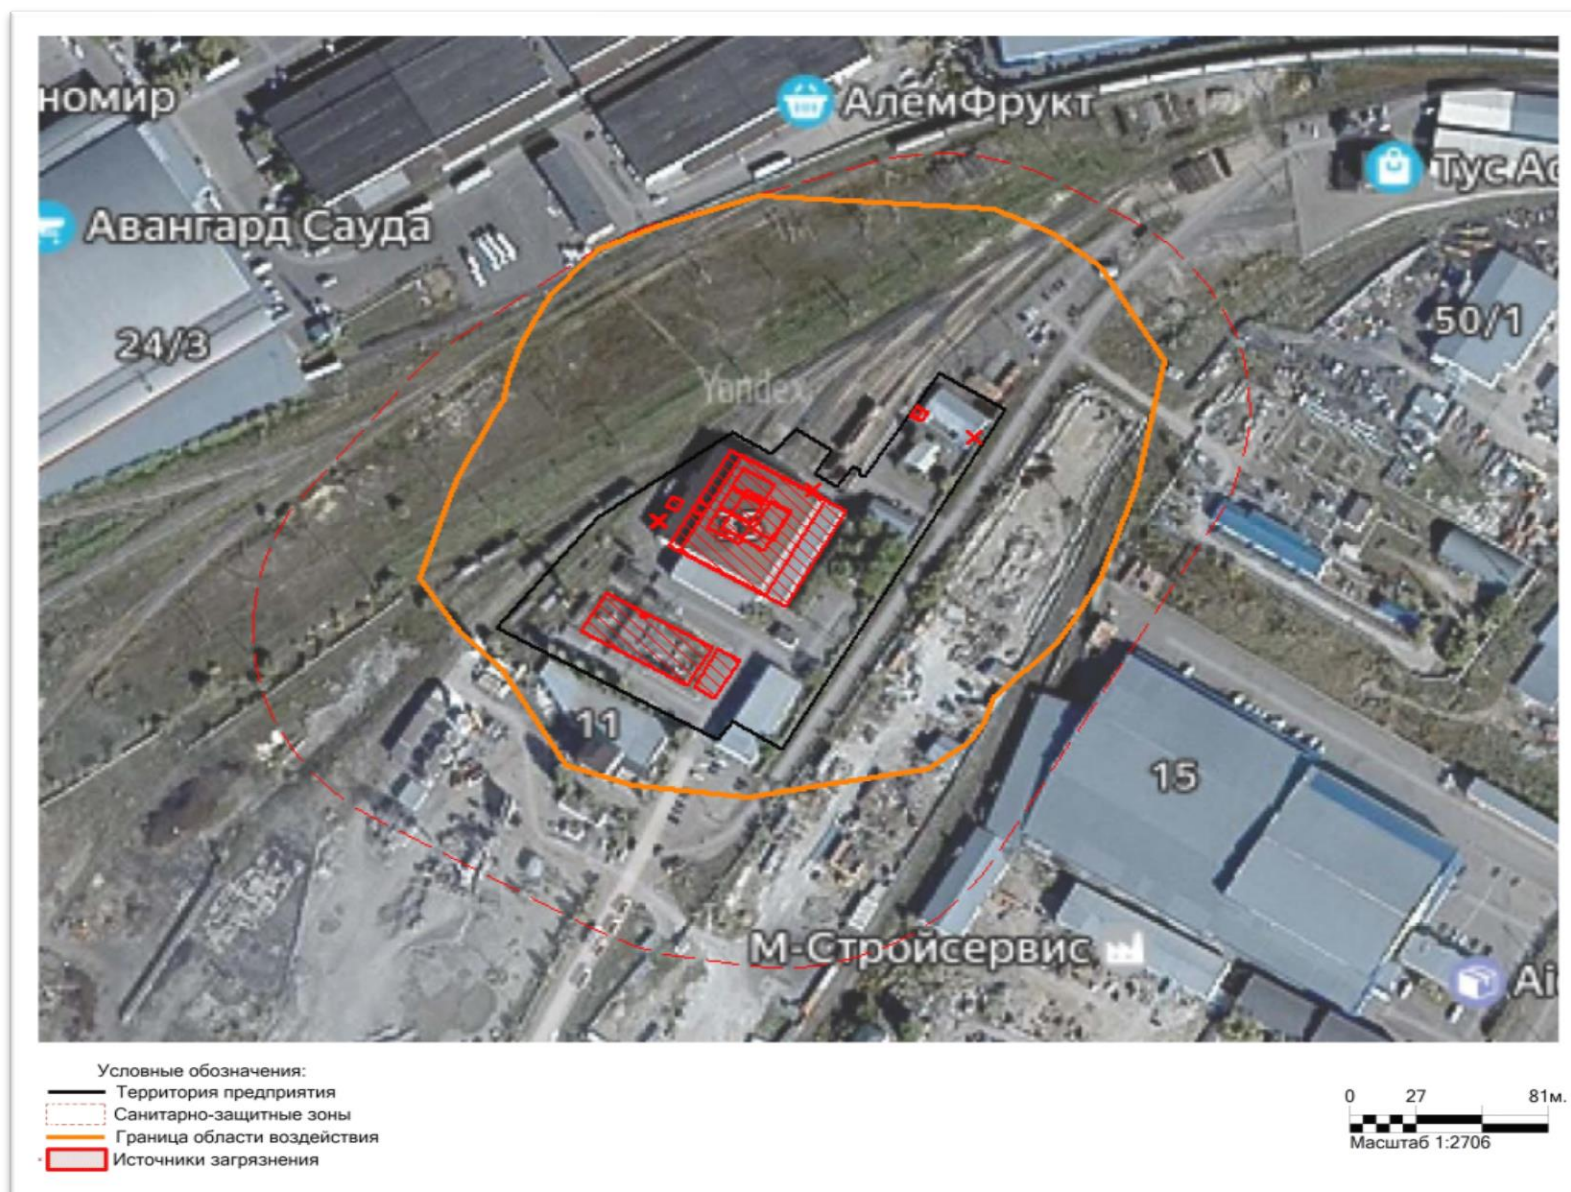 номир
АлемФрукт
Тус Ас
Авангард Сауда
24/3
50/1
Yandex
11
15
М-Стройсервис
Ai
Условные обозначения:
Территория предприятия
Санитарно-защитные зоны
Граница области воздействия
Источники загрязнения
0 27 81м.
Масштаб 1:2706